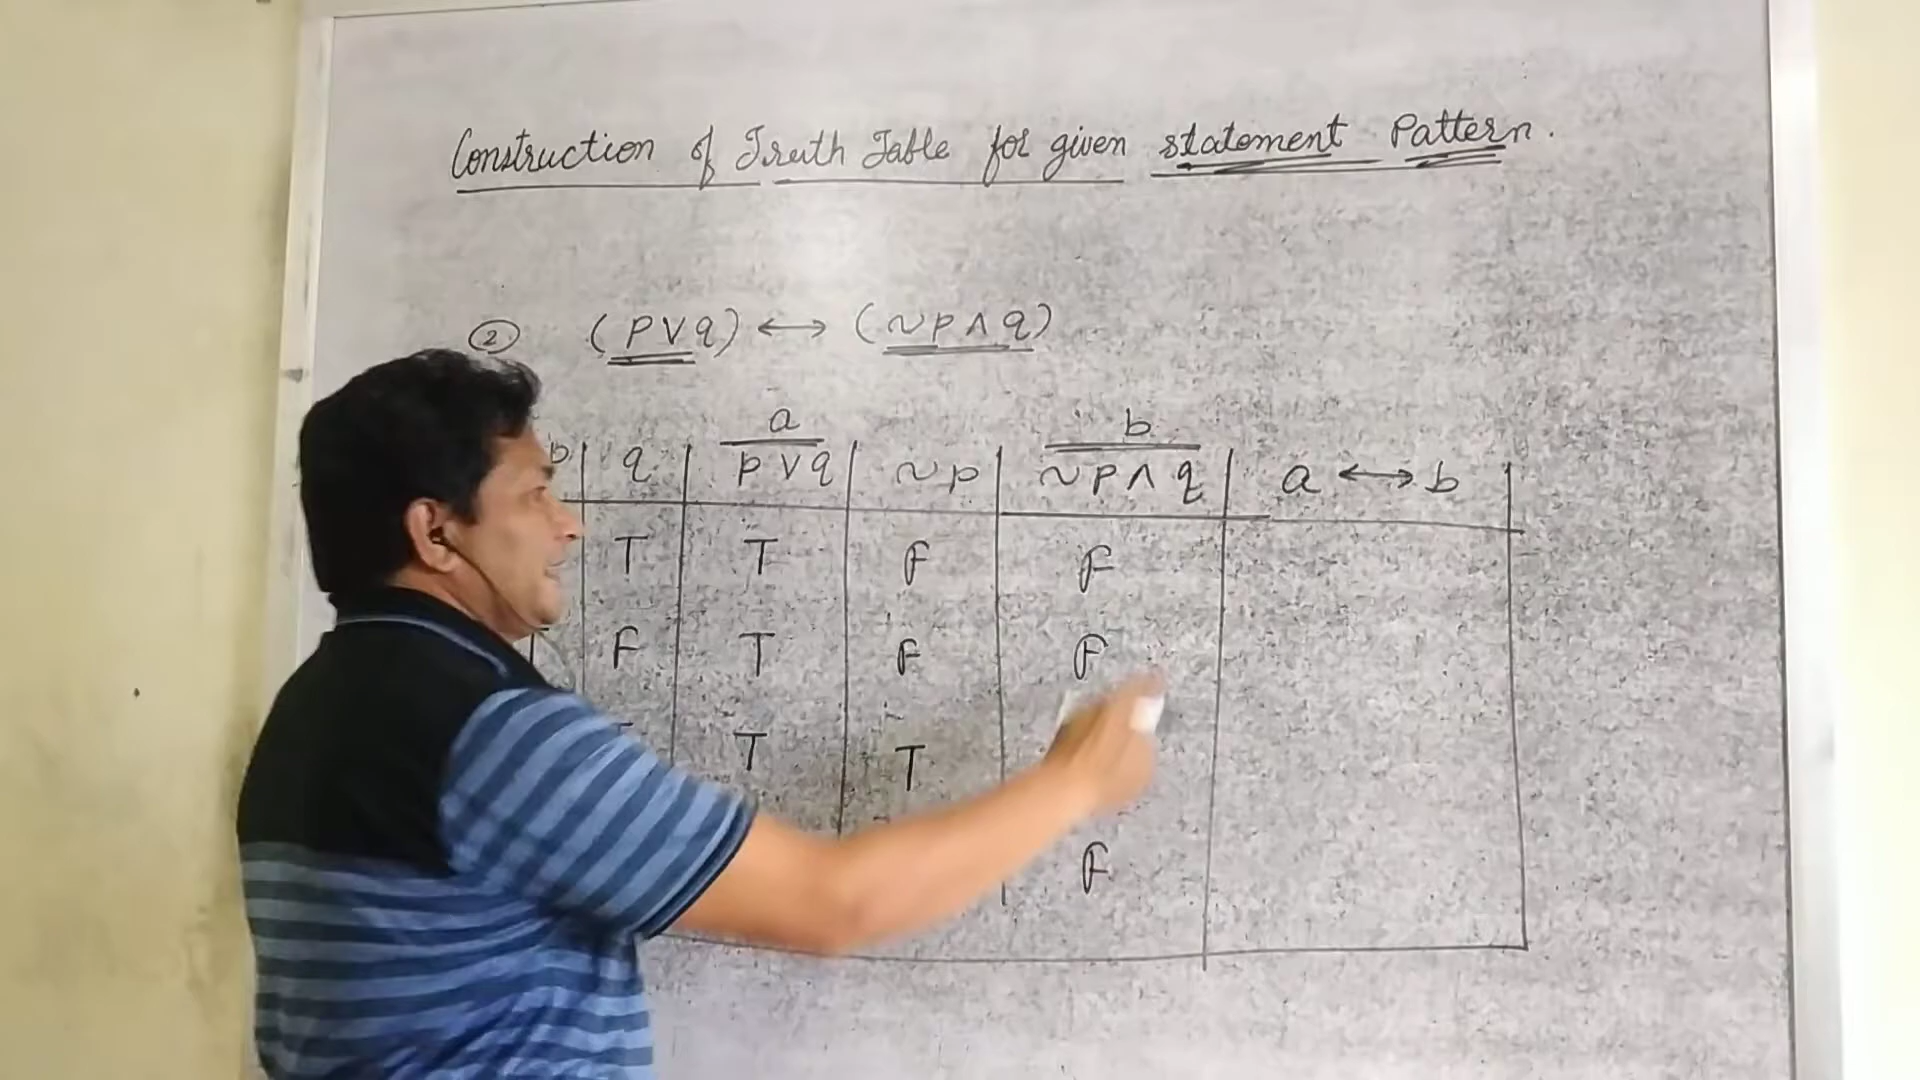 Construction of Truth Table for given statement Pattern.
② (p∨q) ↔ (~p∧q)
a b
p q p∨q ~p ~p∧q a ↔ b
T T F F
F T F F
T T
F